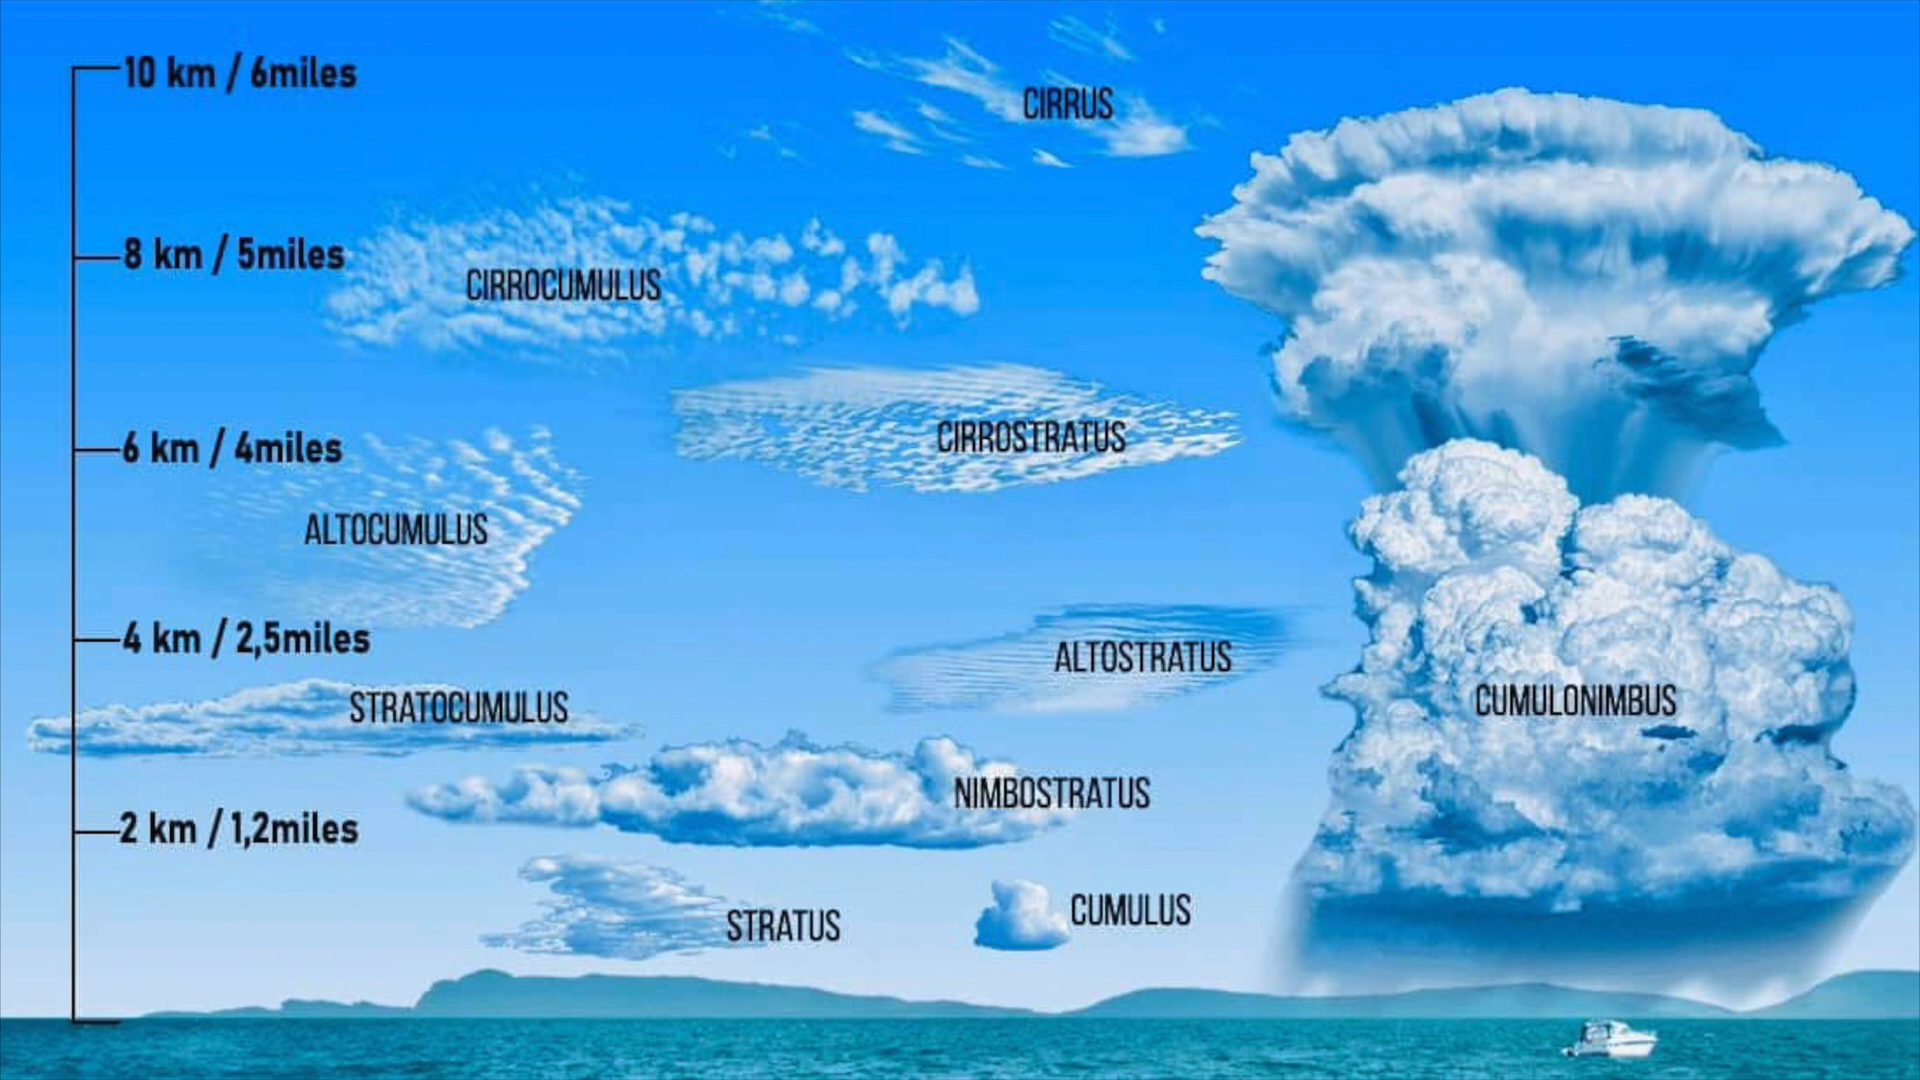 10 km / 6miles
CIRRUS
8 km / 5miles
CIRROCUMULUS
6 km / 4miles
CIRROSTRATUS
ALTOCUMULUS
4 km / 2,5miles
ALTOSTRATUS
STRATOCUMULUS
CUMULONIMBUS
NIMBOSTRATUS
2 km / 1,2miles
STRATUS
CUMULUS